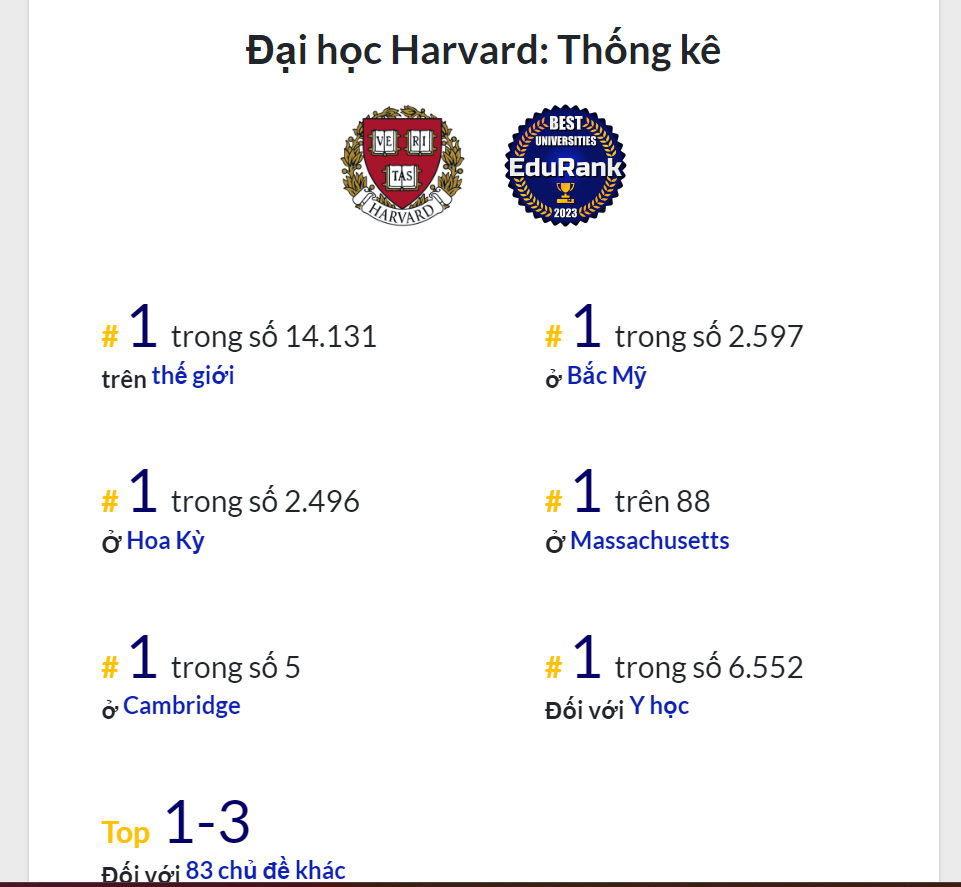 Đại học Harvard: Thống kê
VE RI
TAS
HARVARD
BEST
UNIVERSITIES
EduRank
2023
# 1 trong số 14.131
trên thế giới
# 1 trong số 2.597
ở Bắc Mỹ
# 1 trong số 2.496
Ở Hoa Kỳ
# 1 trên 88
Ở Massachusetts
# 1 trong số 5
ở Cambridge
# 1 trong số 6.552
Đối với Y học
Top 1-3
Đối với 83 chủ đề khác